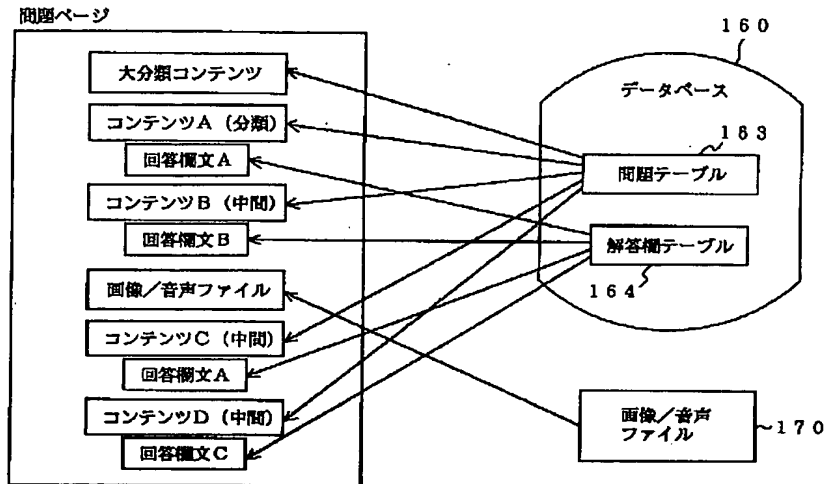 問題ページ
大分類コンテンツ
コンテンツA（分類）
回答欄文A
コンテンツB（中間）
回答欄文B
画像／音声ファイル
コンテンツC（中間）
回答欄文A
コンテンツD（中間）
回答欄文C
160
データベース
163
問題テーブル
解答欄テーブル
164
画像／音声
ファイル
170